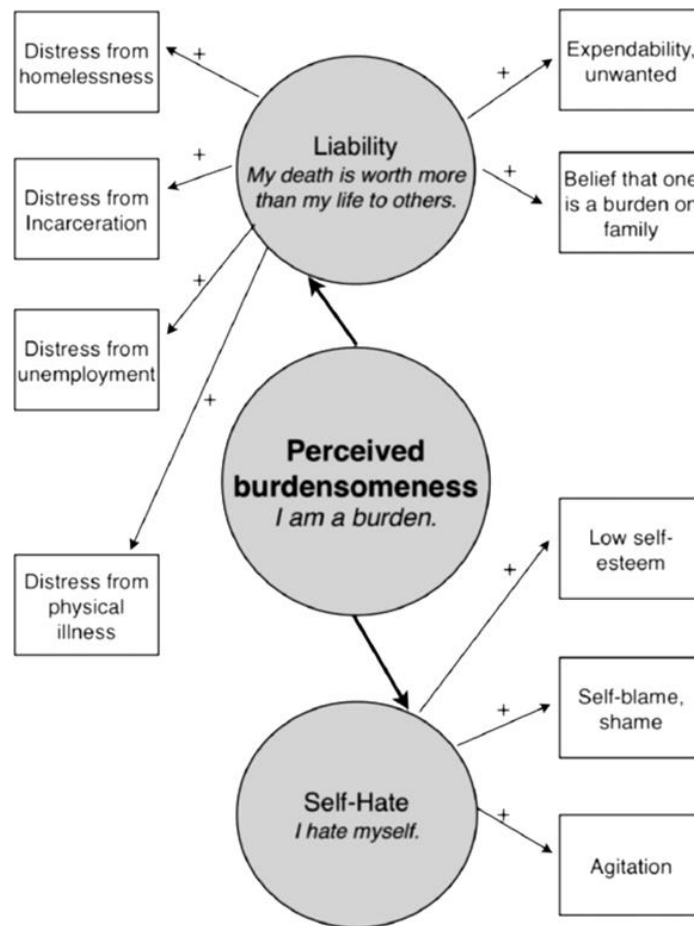 Distress from
homelessness
+
Expendability,
unwanted
+
Liability
My death is worth more
than my life to others.
Distress from
Incarceration
+
Belief that one
is a burden on
family
+
Distress from
unemployment
+
+
Perceived
burdensomeness
I am a burden.
Distress from
physical
illness
Low self-
esteem
+
Self-blame,
shame
+
Self-Hate
I hate myself.
+
Agitation